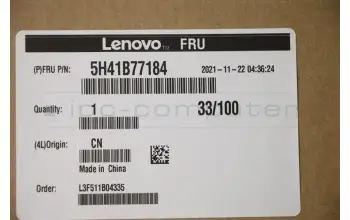 Lenovo™ FRU
(P)FRU P/N: 5H41B77184 2021-11-22 04:36:24
Quantity: 1 33/100
(4L)Origin: CN
Made in China
Order: L3F511B04335